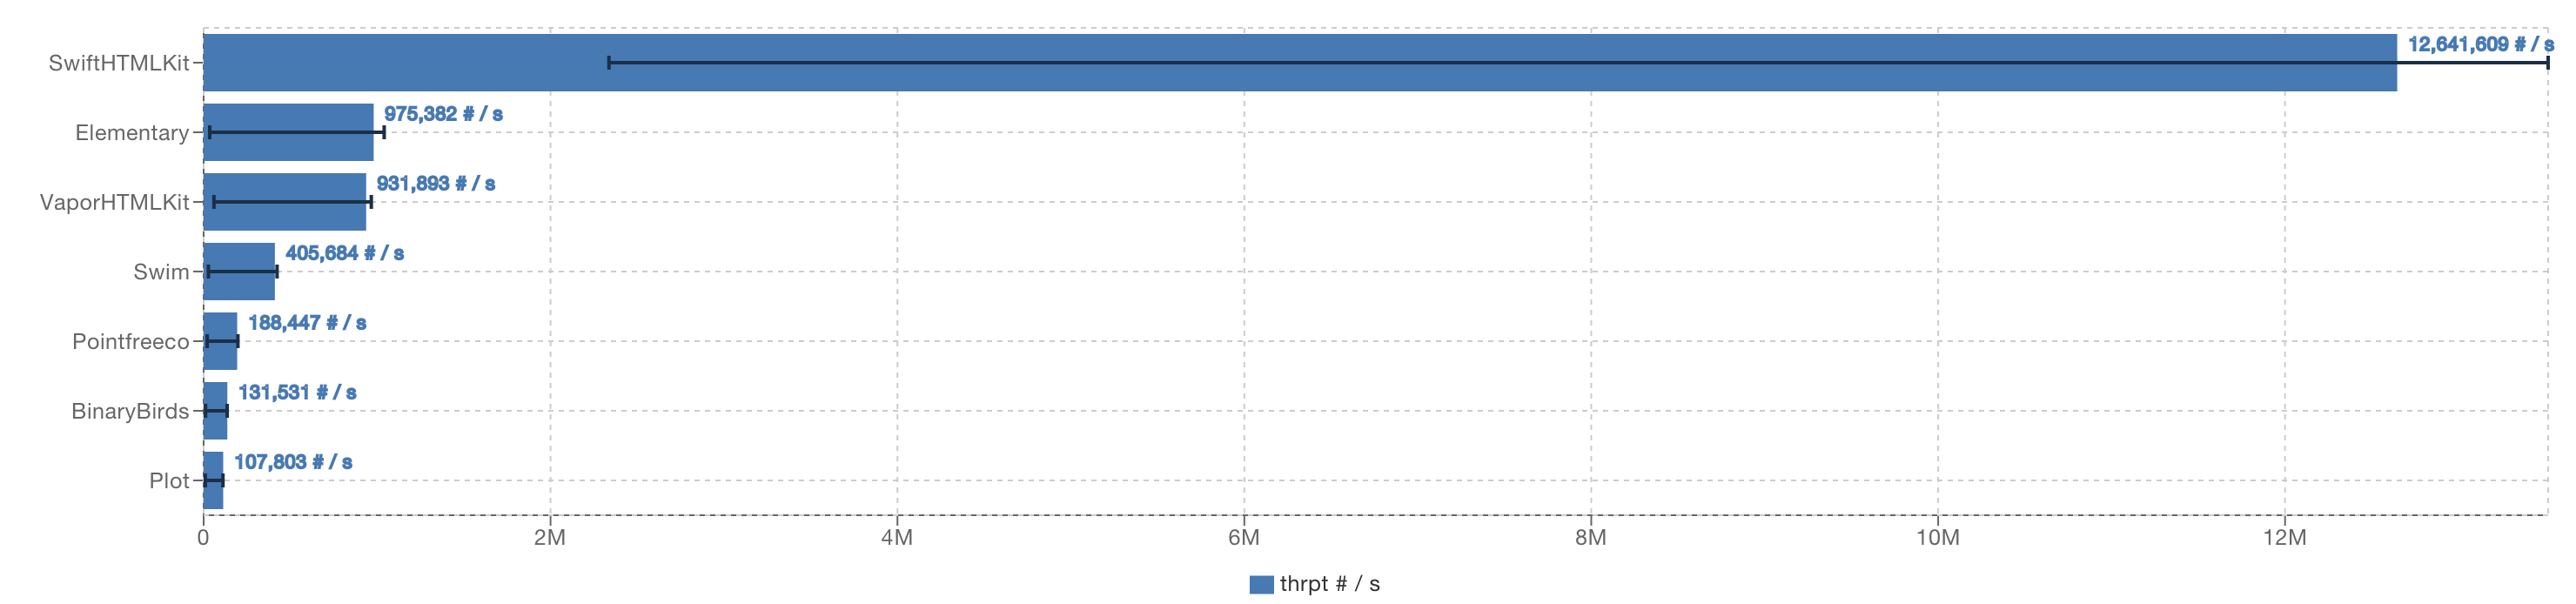 SwiftHTMLKit 12,641,609 # / s
Elementary 975,382 # / s
VaporHTMLKit 931,893 # / s
Swim 405,684 # / s
Pointfreeco 188,447 # / s
BinaryBirds 131,531 # / s
Plot 107,803 # / s
0 2M 4M 6M 8M 10M 12M
thrpt # / s